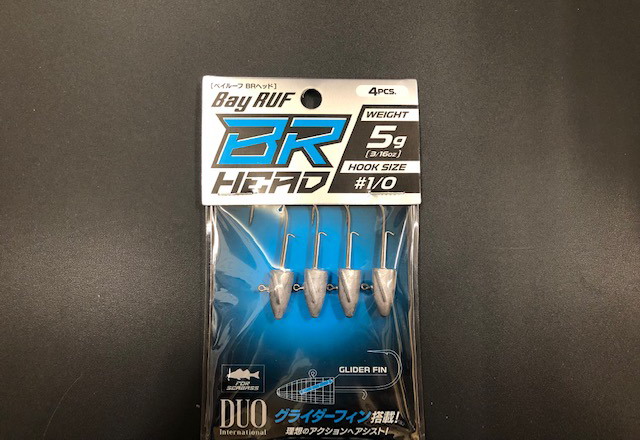 [ベイルーフ BRヘッド]
Bay RUF
BR
HEAD
4PCS.
WEIGHT
5g
[3/16oz]
HOOK SIZE
#1/0
GLIDER FIN
FOR
SEABASS
DUO
International
グライダーフィン搭載!
理想のアクションへアシスト!